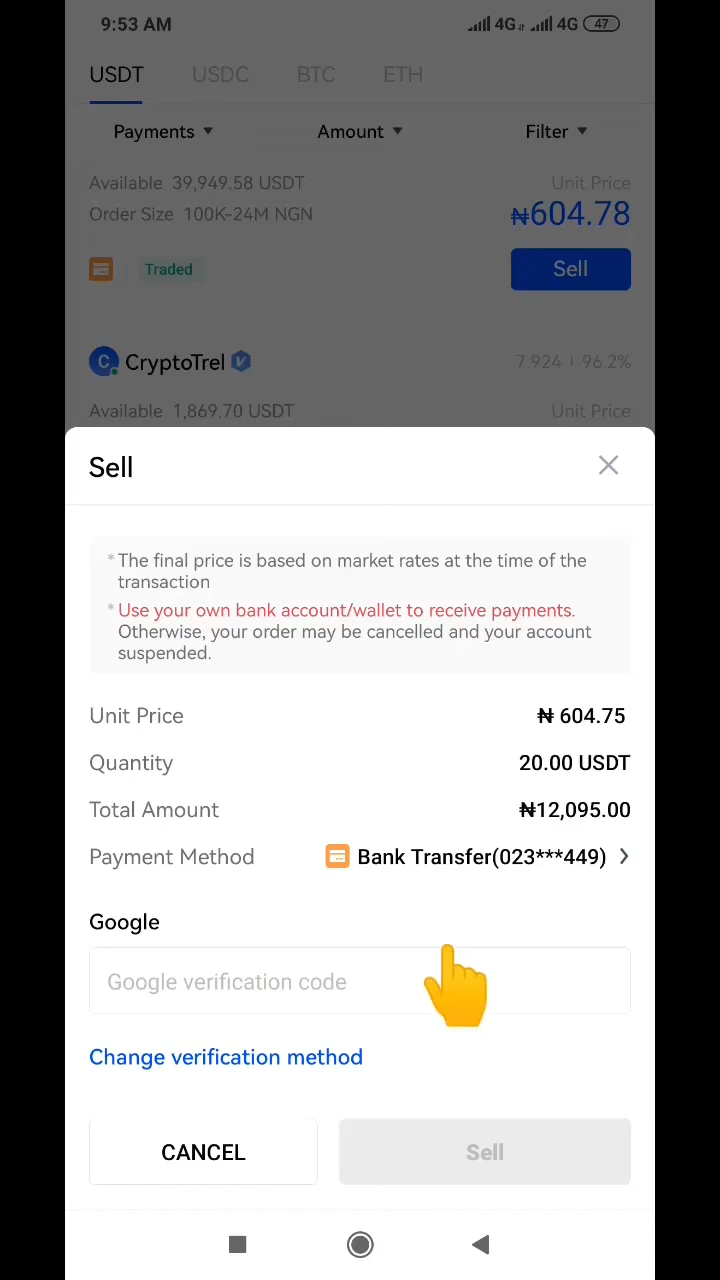 9:53 AM 4G 4G 47
USDT USDC BTC ETH
Payments Amount Filter
Available 39,949.58 USDT Unit Price
Order Size 100K-24M NGN ₦604.78
Traded Sell
C CryptoTrel 7,924 96.2%
Available 1,869.70 USDT Unit Price
Sell
* The final price is based on market rates at the time of the
transaction
* Use your own bank account/wallet to receive payments.
Otherwise, your order may be cancelled and your account
suspended.
Unit Price ₦ 604.75
Quantity 20.00 USDT
Total Amount ₦12,095.00
Payment Method Bank Transfer(023***449)
Google
Google verification code
Change verification method
CANCEL Sell